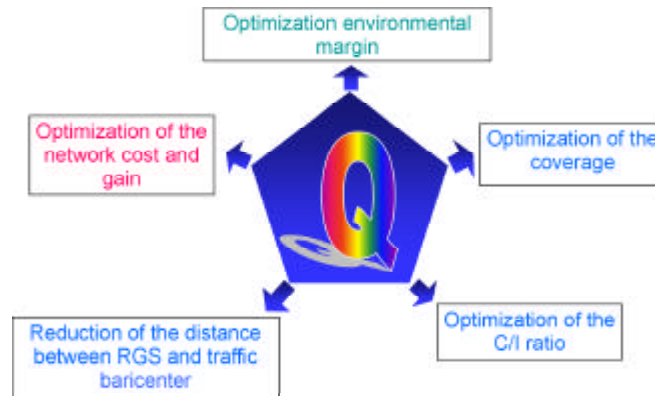 Optimization environmental
margin
Optimization of the
network cost and
gain
Optimization of the
coverage
Q
Reduction of the distance
between RGS and traffic
baricenter
Optimization of the
C/I ratio